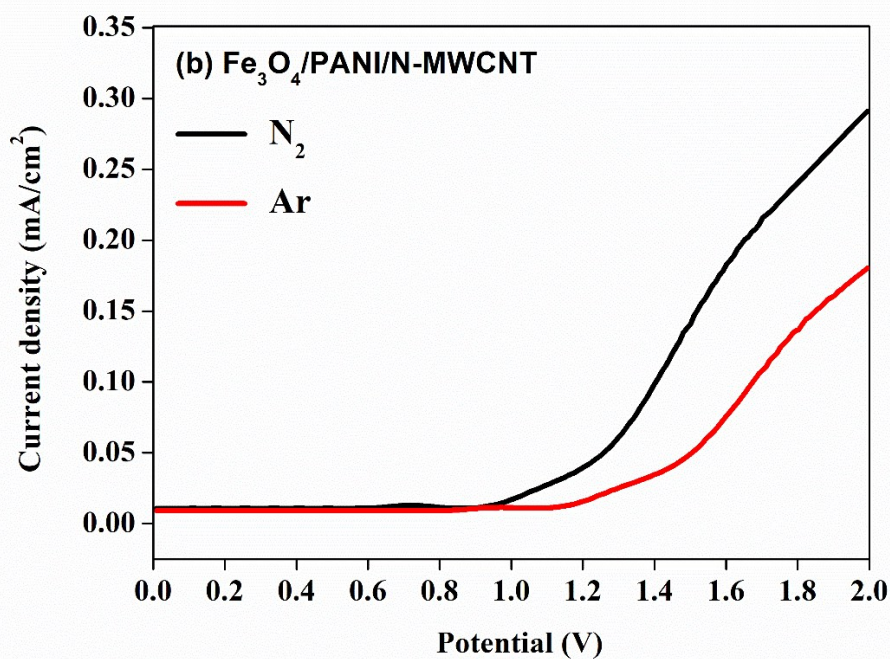 (b) Fe₃O₄/PANI/N-MWCNT
N₂
Ar
Current density (mA/cm²)
0.35
0.30
0.25
0.20
0.15
0.10
0.05
0.00
0.0 0.2 0.4 0.6 0.8 1.0 1.2 1.4 1.6 1.8 2.0
Potential (V)